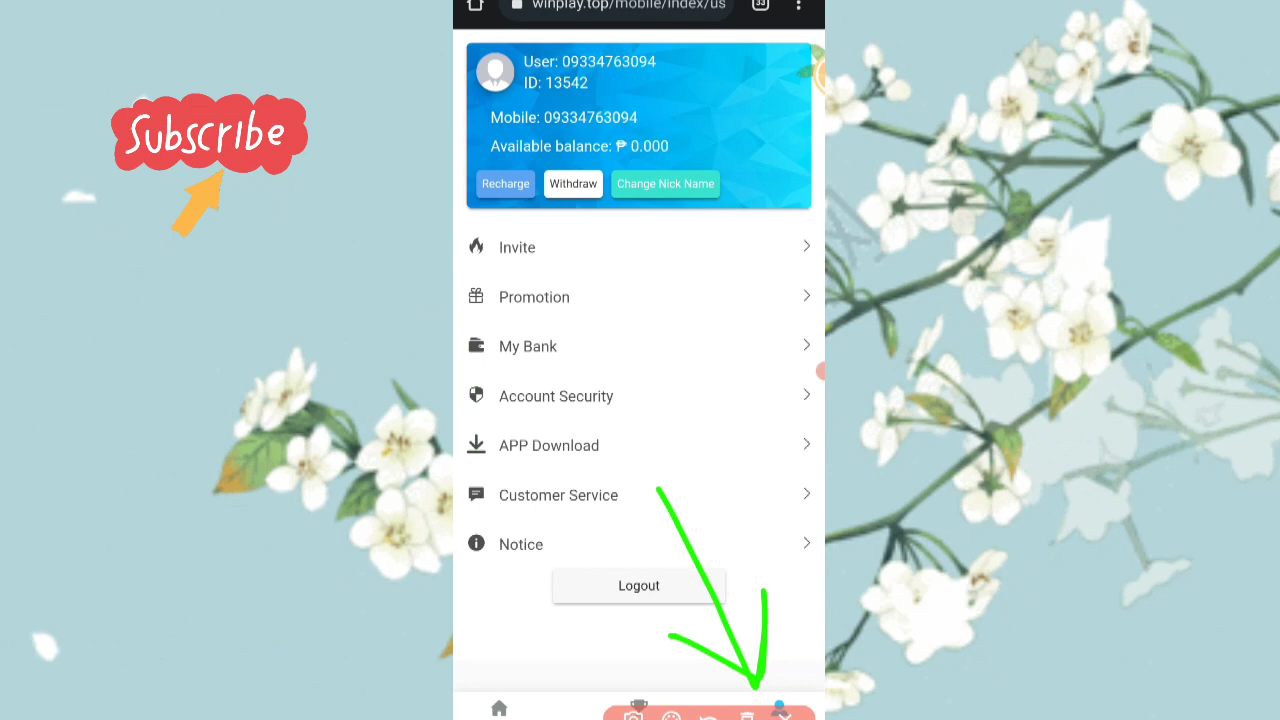 winplay.top/mobile/index/us
33
Subscribe
User: 09334763094
ID: 13542
Mobile: 09334763094
Available balance: ₱ 0.000
Recharge Withdraw Change Nick Name
Invite
Promotion
My Bank
Account Security
APP Download
Customer Service
Notice
Logout